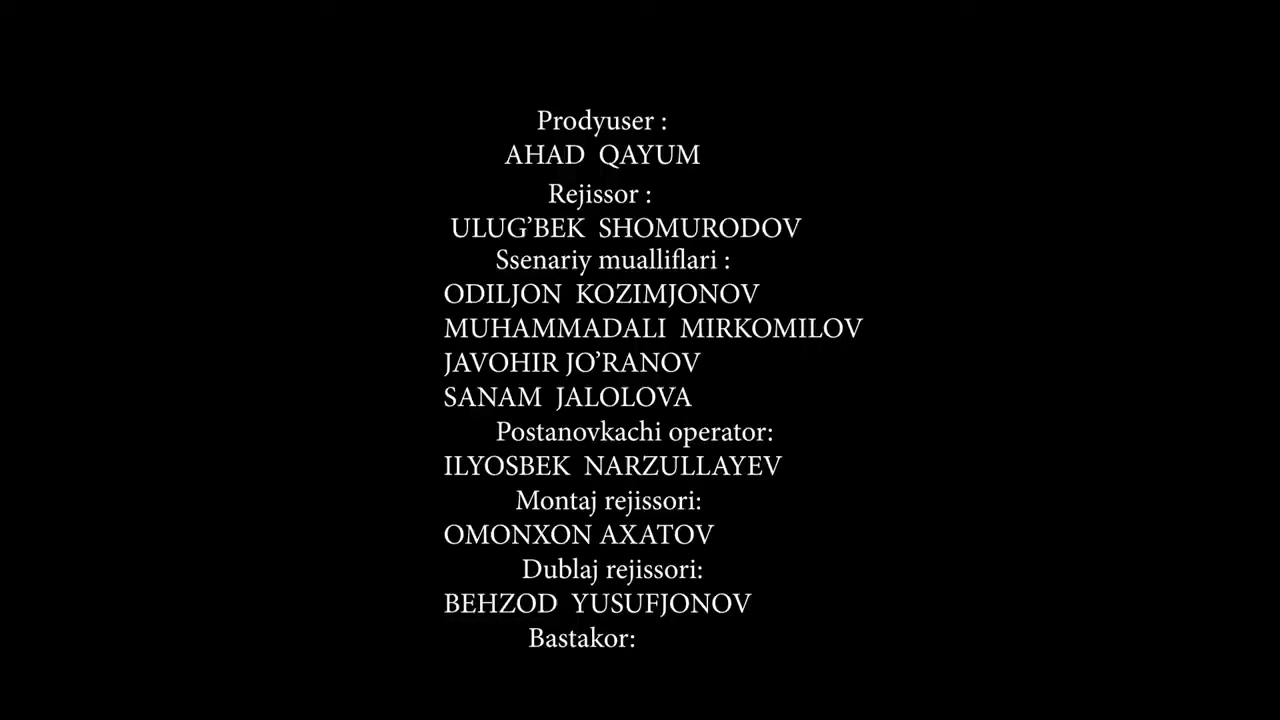 Prodyuser :
AHAD QAYUM
Rejissor :
ULUG’BEK SHOMURODOV
Ssenariy mualliflari :
ODILJON KOZIMJONOV
MUHAMMADALI MIRKOMILOV
JAVOHIR JO’RANOV
SANAM JALOLOVA
Postanovkachi operator:
ILYOSBEK NARZULLAYEV
Montaj rejissori:
OMONXON AXATOV
Dublaj rejissori:
BEHZOD YUSUFJONOV
Bastakor: